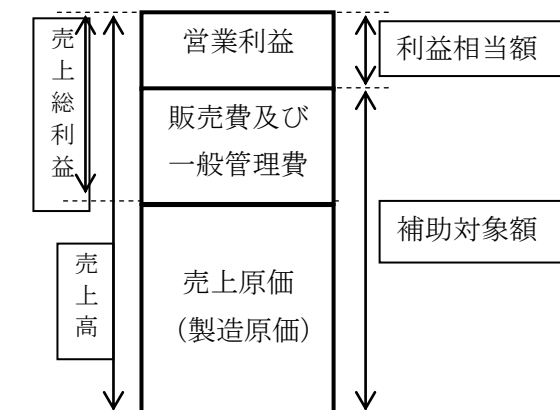 売上総利益
売上高
営業利益
販売費及び
一般管理費
売上原価
(製造原価)
利益相当額
補助対象額